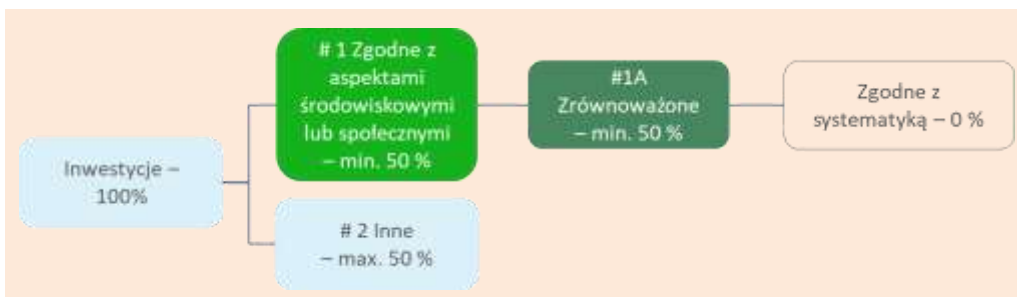 Inwestycje –
100%
# 1 Zgodne z
aspektami
środowiskowymi
lub społecznymi
– min. 50 %
# 2 Inne
– max. 50 %
#1A
Zrównoważone
– min. 50 %
Zgodne z
systematyką – 0 %